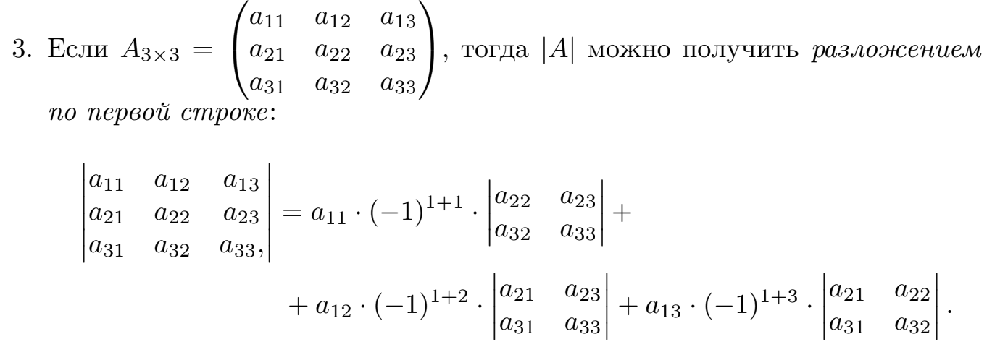 3. Если $A_{3\times 3} = \begin{pmatrix} a_{11} & a_{12} & a_{13} \\ a_{21} & a_{22} & a_{23} \\ a_{31} & a_{32} & a_{33} \end{pmatrix}$, тогда $|A|$ можно получить разложением
по первой строке:
$\begin{vmatrix} a_{11} & a_{12} & a_{13} \\ a_{21} & a_{22} & a_{23} \\ a_{31} & a_{32} & a_{33}, \end{vmatrix} = a_{11} \cdot (-1)^{1+1} \cdot \begin{vmatrix} a_{22} & a_{23} \\ a_{32} & a_{33} \end{vmatrix} +$
$+ a_{12} \cdot (-1)^{1+2} \cdot \begin{vmatrix} a_{21} & a_{23} \\ a_{31} & a_{33} \end{vmatrix} + a_{13} \cdot (-1)^{1+3} \cdot \begin{vmatrix} a_{21} & a_{22} \\ a_{31} & a_{32} \end{vmatrix}.$